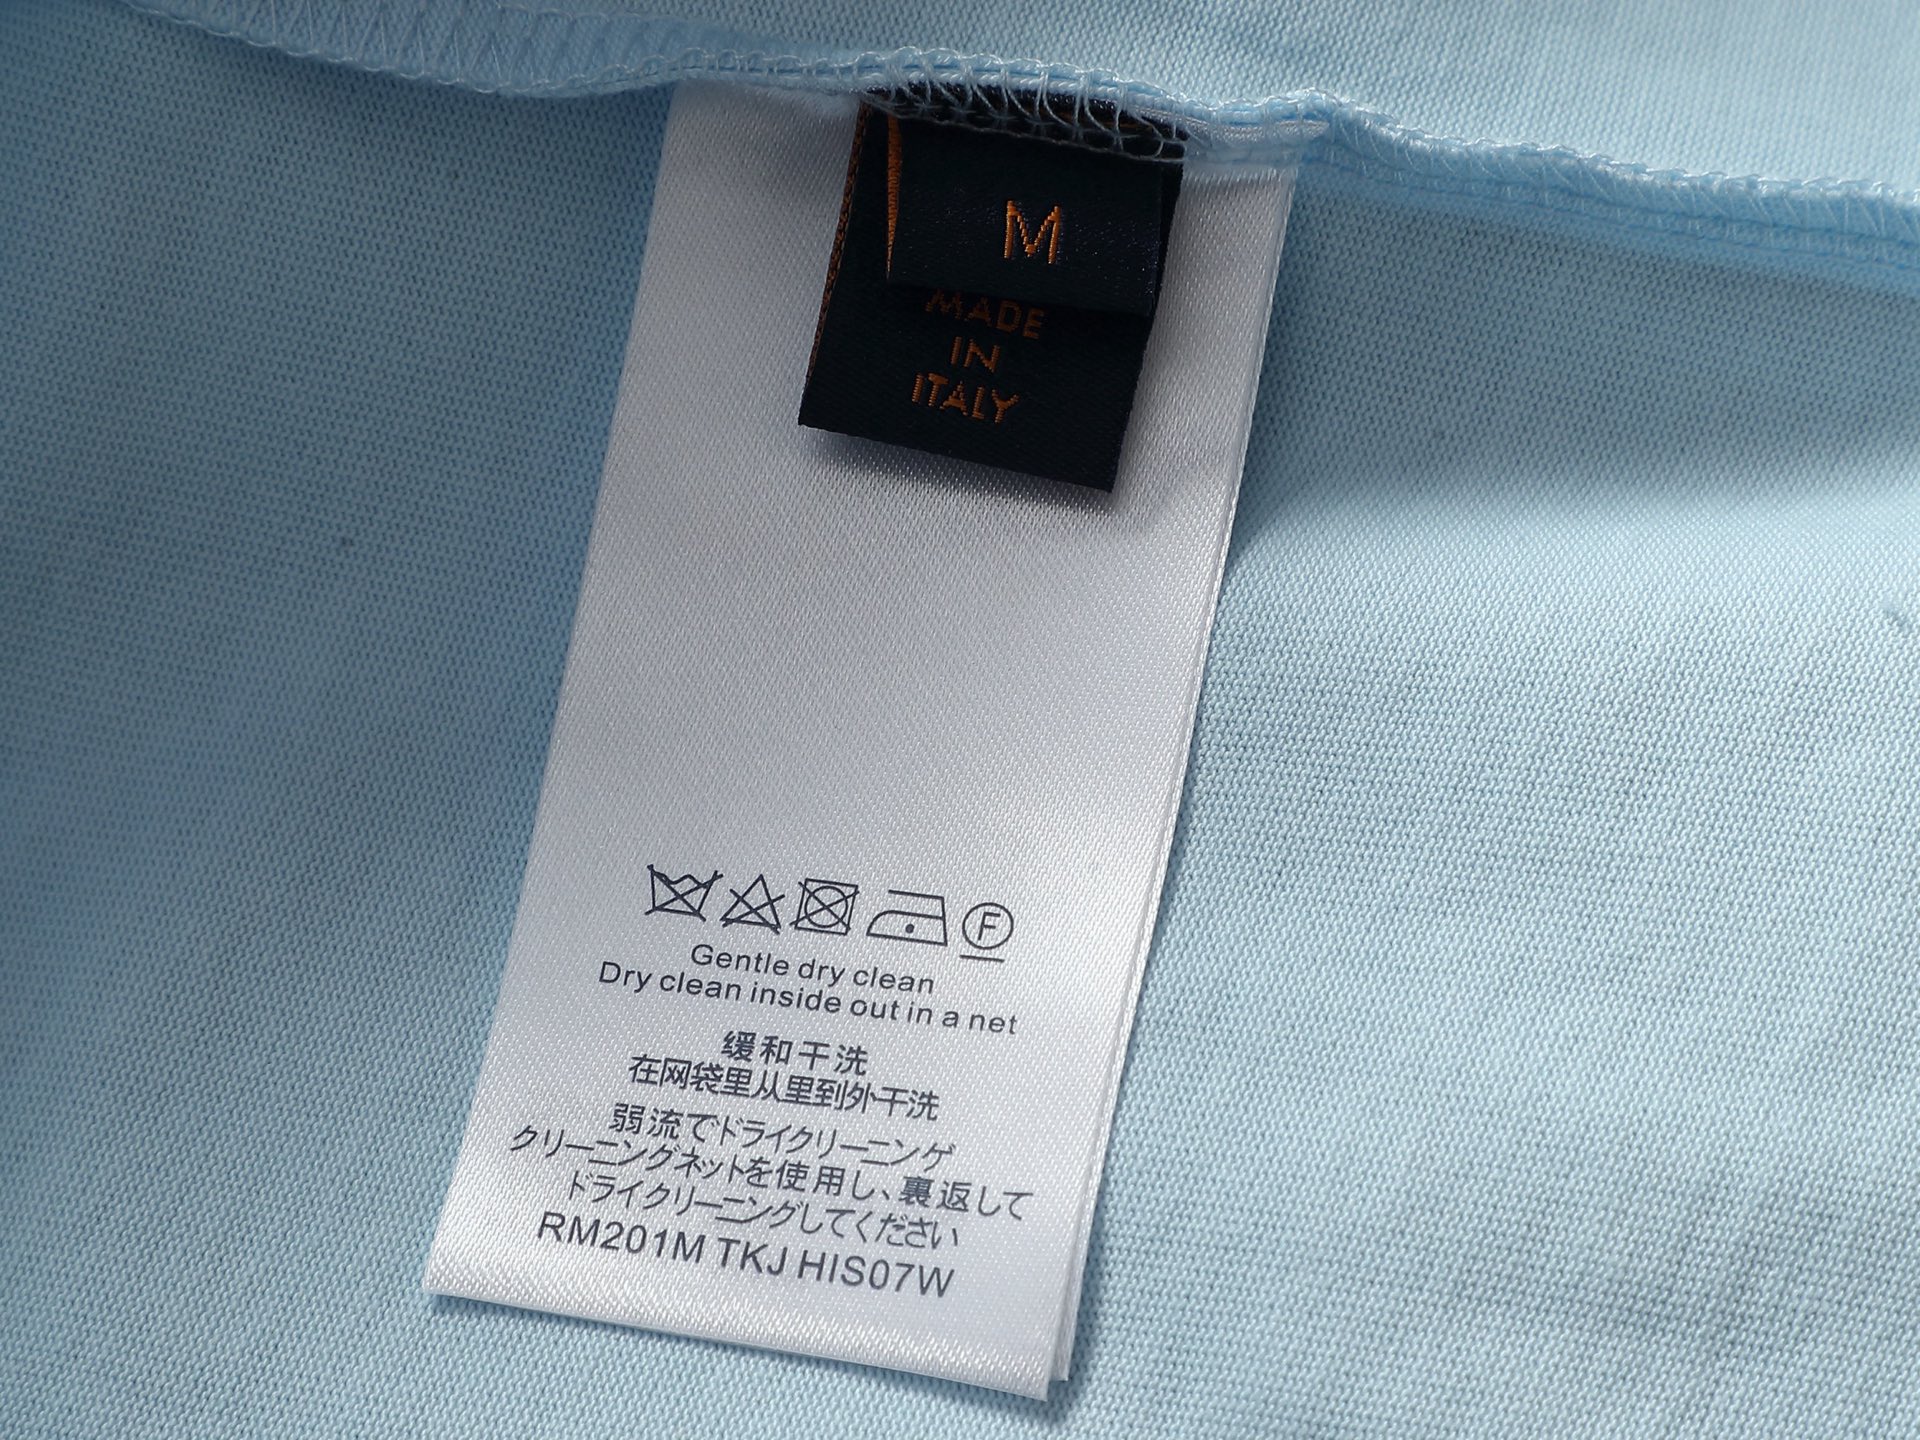 M
MADE
IN
ITALY
F
Gentle dry clean
Dry clean inside out in a net
缓和干洗
在网袋里从里到外干洗
弱流でドライクリーニンゲ
クリーニングネットを使用し、裏返して
ドライクリーニングしてください
RM201M TKJ HIS07W